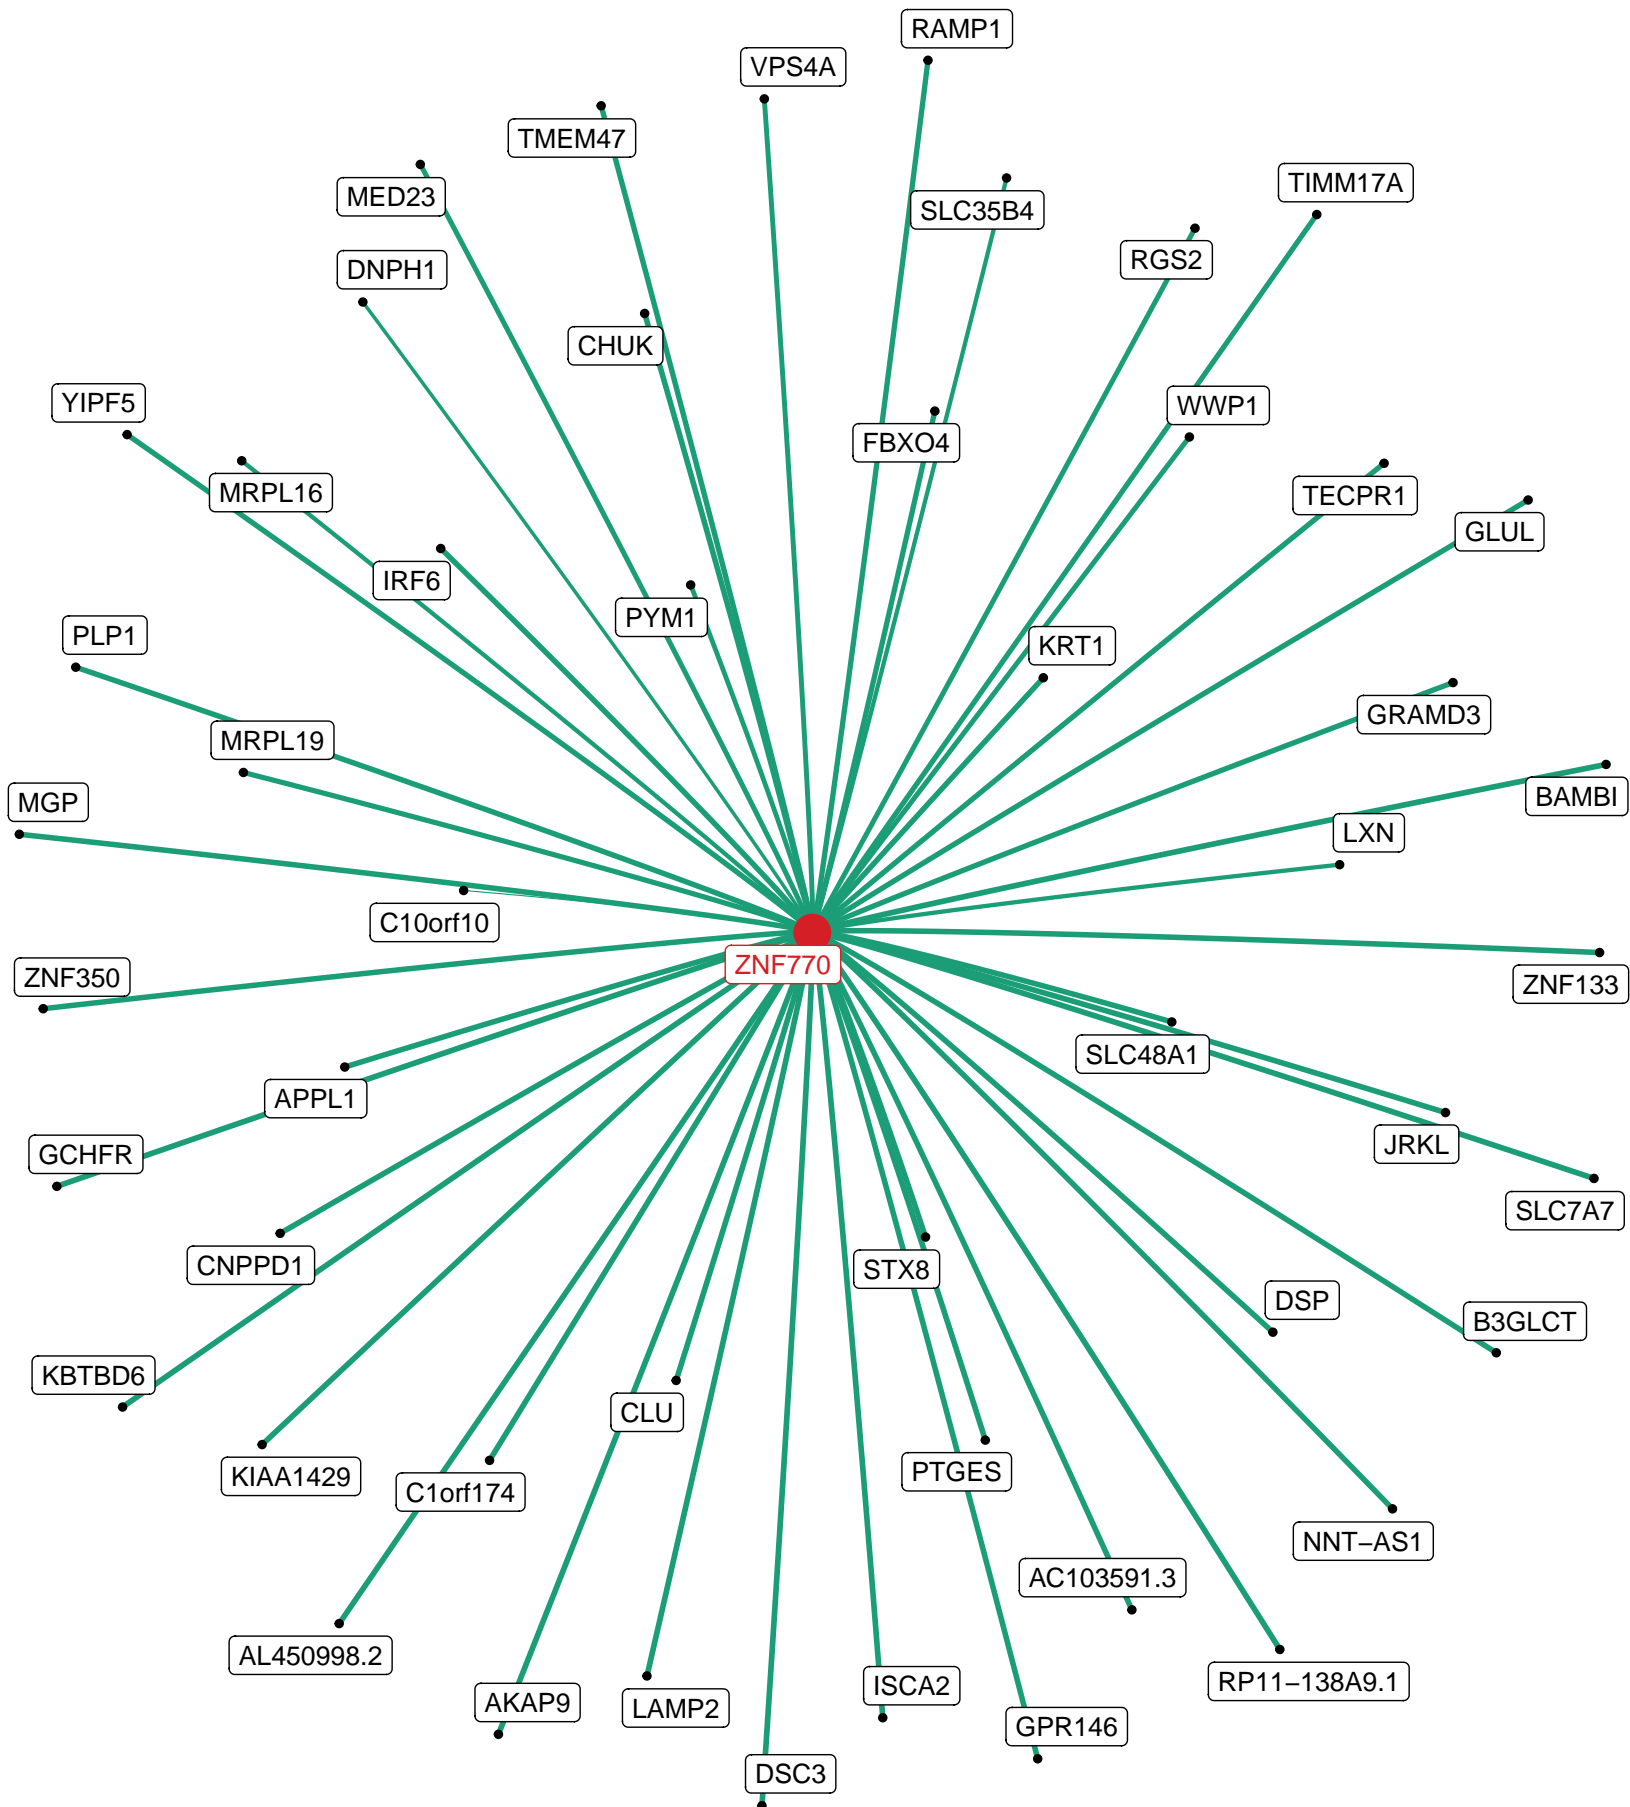 RAMP1
VPS4A
TMEM47
TIMM17A
MED23
SLC35B4
RGS2
DNPH1
CHUK
YIPF5
WWP1
FBXO4
MRPL16
TECPR1
GLUL
IRF6
PYM1
PLP1
KRT1
GRAMD3
MRPL19
BAMBI
MGP
LXN
C10orf10
ZNF770
ZNF350
ZNF133
SLC48A1
APPL1
JRKL
GCHFR
SLC7A7
CNPPD1
STX8
DSP
B3GLCT
KBTBD6
CLU
PTGES
KIAA1429
C1orf174
NNT−AS1
AC103591.3
AL450998.2
RP11−138A9.1
ISCA2
AKAP9
LAMP2
GPR146
DSC3